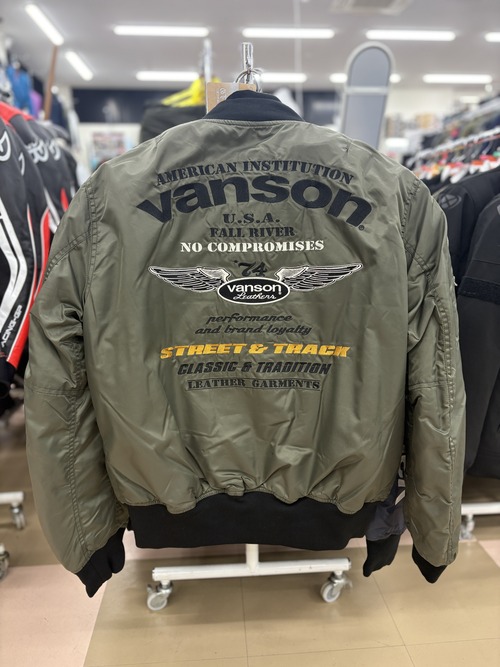 AMERICAN INSTITUTION
vanson®
U.S.A.
FALL RIVER
NO COMPROMISES
'74
vanson
Leathers.
performance
and brand loyalty
STREET & TRACK
CLASSIC & TRADITION
LEATHER GARMENTS